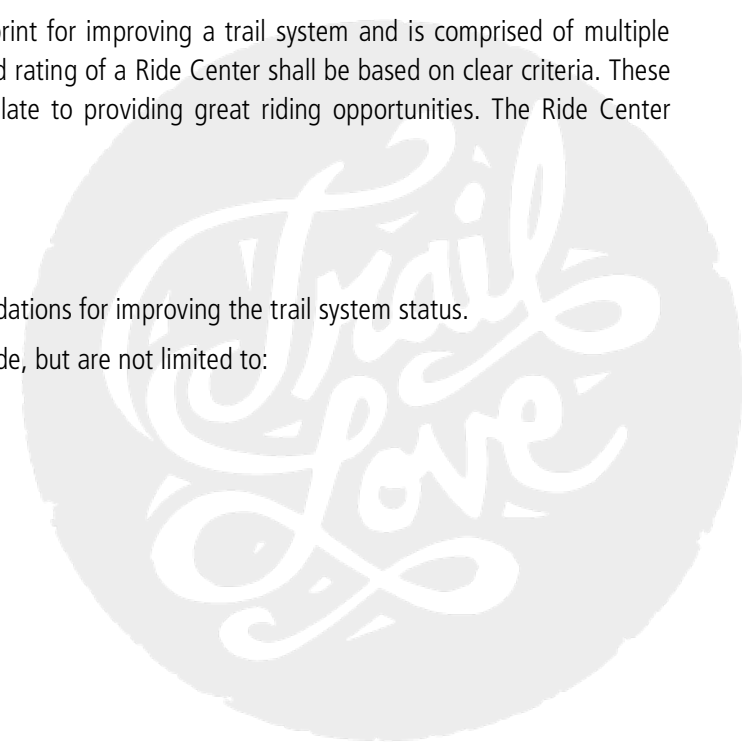 rint for improving a trail system and is comprised of multiple
d rating of a Ride Center shall be based on clear criteria. These
late to providing great riding opportunities. The Ride Center
dations for improving the trail system status.
de, but are not limited to:
Trail
Love